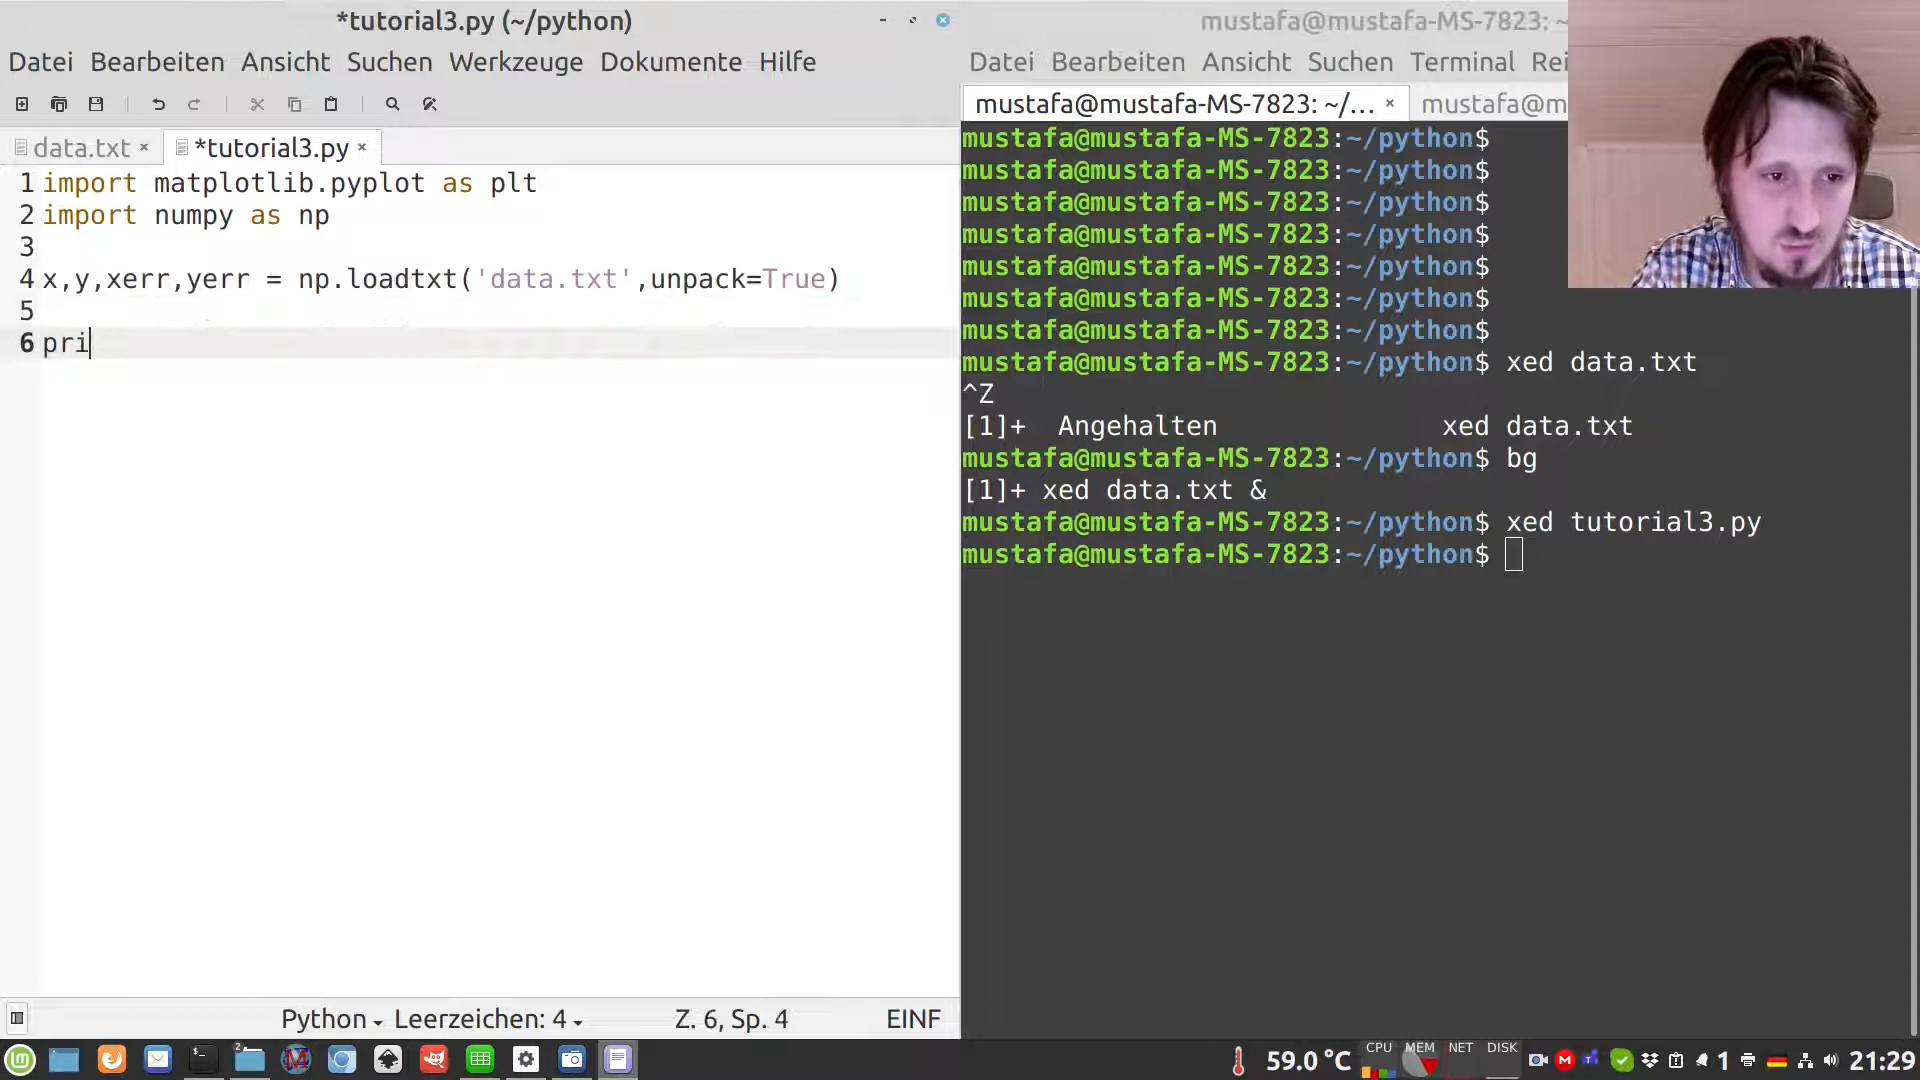 *tutorial3.py (~/python)
Datei Bearbeiten Ansicht Suchen Werkzeuge Dokumente Hilfe
data.txt
*tutorial3.py
1 import matplotlib.pyplot as plt
2 import numpy as np
3
4 x,y,xerr,yerr = np.loadtxt('data.txt',unpack=True)
5
6 pri
Python Leerzeichen: 4 Z. 6, Sp. 4 EINF
mustafa@mustafa-MS-7823: ~
Datei Bearbeiten Ansicht Suchen Terminal Rei
mustafa@mustafa-MS-7823: ~/...
mustafa@m
mustafa@mustafa-MS-7823:~/python$
mustafa@mustafa-MS-7823:~/python$
mustafa@mustafa-MS-7823:~/python$
mustafa@mustafa-MS-7823:~/python$
mustafa@mustafa-MS-7823:~/python$
mustafa@mustafa-MS-7823:~/python$
mustafa@mustafa-MS-7823:~/python$
mustafa@mustafa-MS-7823:~/python$ xed data.txt
^Z
[1]+ Angehalten xed data.txt
mustafa@mustafa-MS-7823:~/python$ bg
[1]+ xed data.txt &
mustafa@mustafa-MS-7823:~/python$ xed tutorial3.py
mustafa@mustafa-MS-7823:~/python$
2
59.0 °C CPU MEM NET DISK 1 21:29